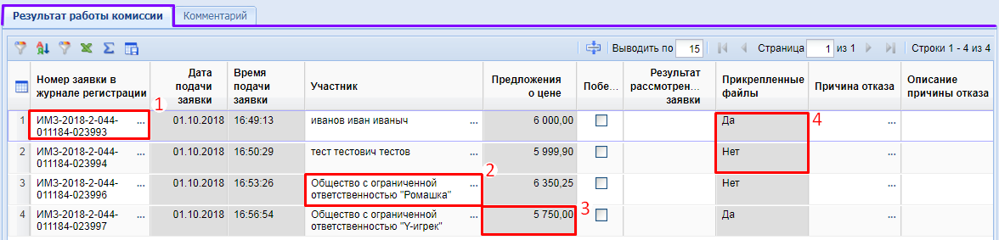 Результат работы комиссии Комментарий
Выводить по 15 Страница 1 из 1 Строки 1 - 4 из 4
Номер заявки в журнале регистрации Дата подачи заявки Время подачи заявки Участник Предложения о цене Побе... Результат рассмотрен... заявки Прикрепленные файлы Причина отказа Описание причины отказа
1 ИМЗ-2018-2-044-011184-023993 ... 01.10.2018 16:49:13 иванов иван иваныч ... 6 000,00 Да ...
2 ИМЗ-2018-2-044-011184-023994 ... 01.10.2018 16:50:29 тест тестович тестов ... 5 999,90 Нет ...
3 ИМЗ-2018-2-044-011184-023996 ... 01.10.2018 16:53:26 Общество с ограниченной ответственностью "Ромашка" ... 6 350,25 Нет ...
4 ИМЗ-2018-2-044-011184-023997 ... 01.10.2018 16:56:54 Общество с ограниченной ответственностью "Y-игрек" ... 5 750,00 Да ...
1
2
3
4